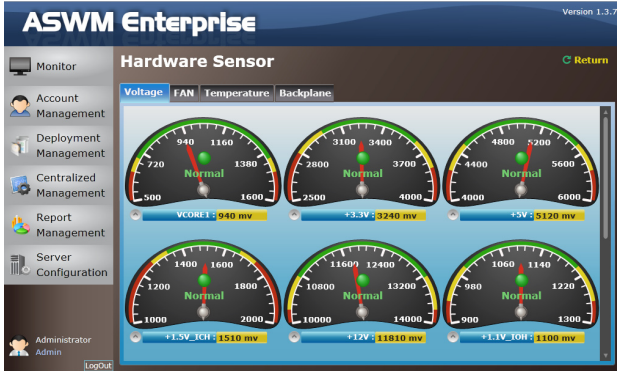 ASWM Enterprise
Version 1.3.7
Monitor
Account
Management
Deployment
Management
Centralized
Management
Report
Management
Server
Configuration
Administrator
Admin
LogOut
Hardware Sensor
Return
Voltage FAN Temperature Backplane
940 1160
720 1380
Normal
500 1600
VCORE1 : 940 mv
3100 3400
2800 3700
Normal
2500 4000
+3.3V : 3240 mv
4800 5200
4400 5600
Normal
4000 6000
+5V : 5120 mv
1400 1600
1200 1800
Normal
1000 2000
+1.5V_ICH : 1510 mv
11600 12400
10800 13200
Normal
10000 14000
+12V : 11810 mv
1060 1140
980 1220
Normal
900 1300
+1.1V_IOH : 1100 mv